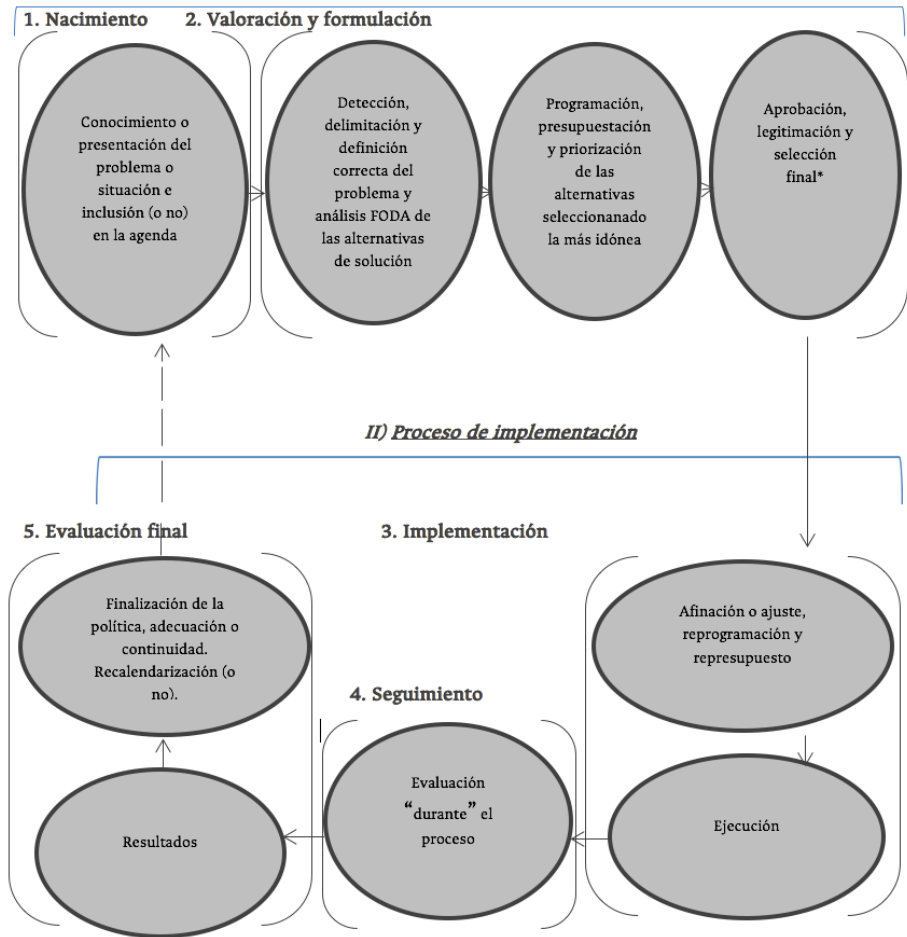 1. Nacimiento
2. Valoración y formulación
Conocimiento o
presentación del
problema o
situación e
inclusión (o no)
en la agenda
Detección,
delimitación y
definición
correcta del
problema y
análisis FODA de
las alternativas
de solución
Programación,
presupuestación
y priorización
de las
alternativas
seleccionanado
la más idónea
Aprobación,
legitimación y
selección
final*
II) Proceso de implementación
5. Evaluación final
3. Implementación
Finalización de la
política, adecuación o
continuidad.
Recalendarización (o
no).
Afinación o ajuste,
reprogramación y
represupuesto
4. Seguimiento
Resultados
Evaluación
“durante” el
proceso
Ejecución